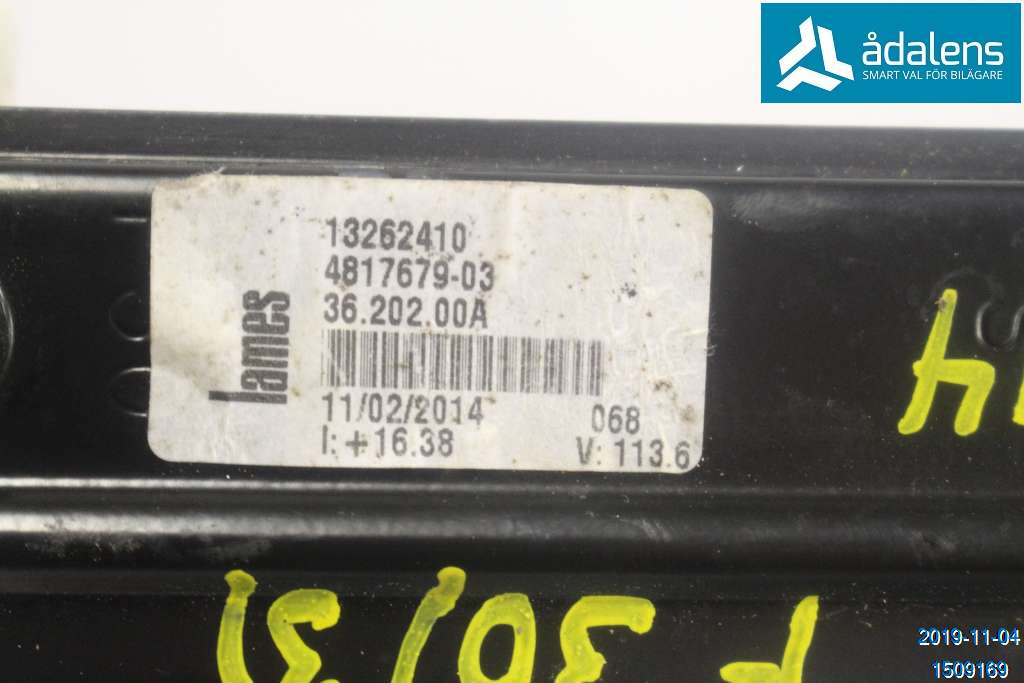 ådalens
SMART VAL FÖR BILÄGARE
13262410
4817679-03
36.202.00A
lames
11/02/2014 068
I: +16.38 V: 113.6
2019-11-04
1509169